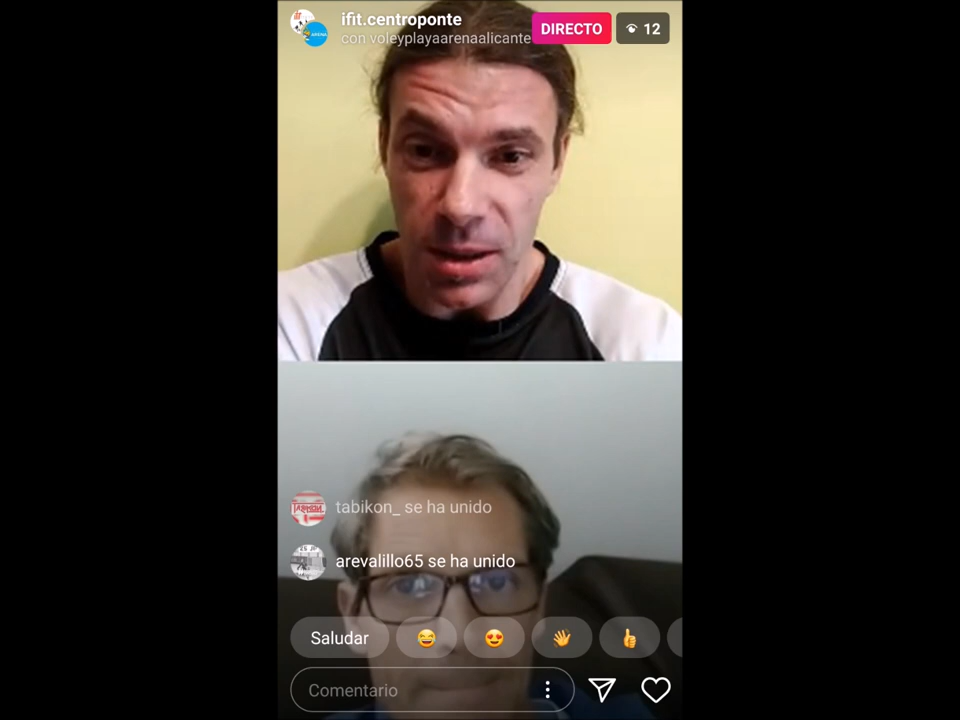 ifit.centroponte
con voleyplayaarenaalicante
DIRECTO
12
tabikon_ se ha unido
arevalillo65 se ha unido
Saludar
Comentario